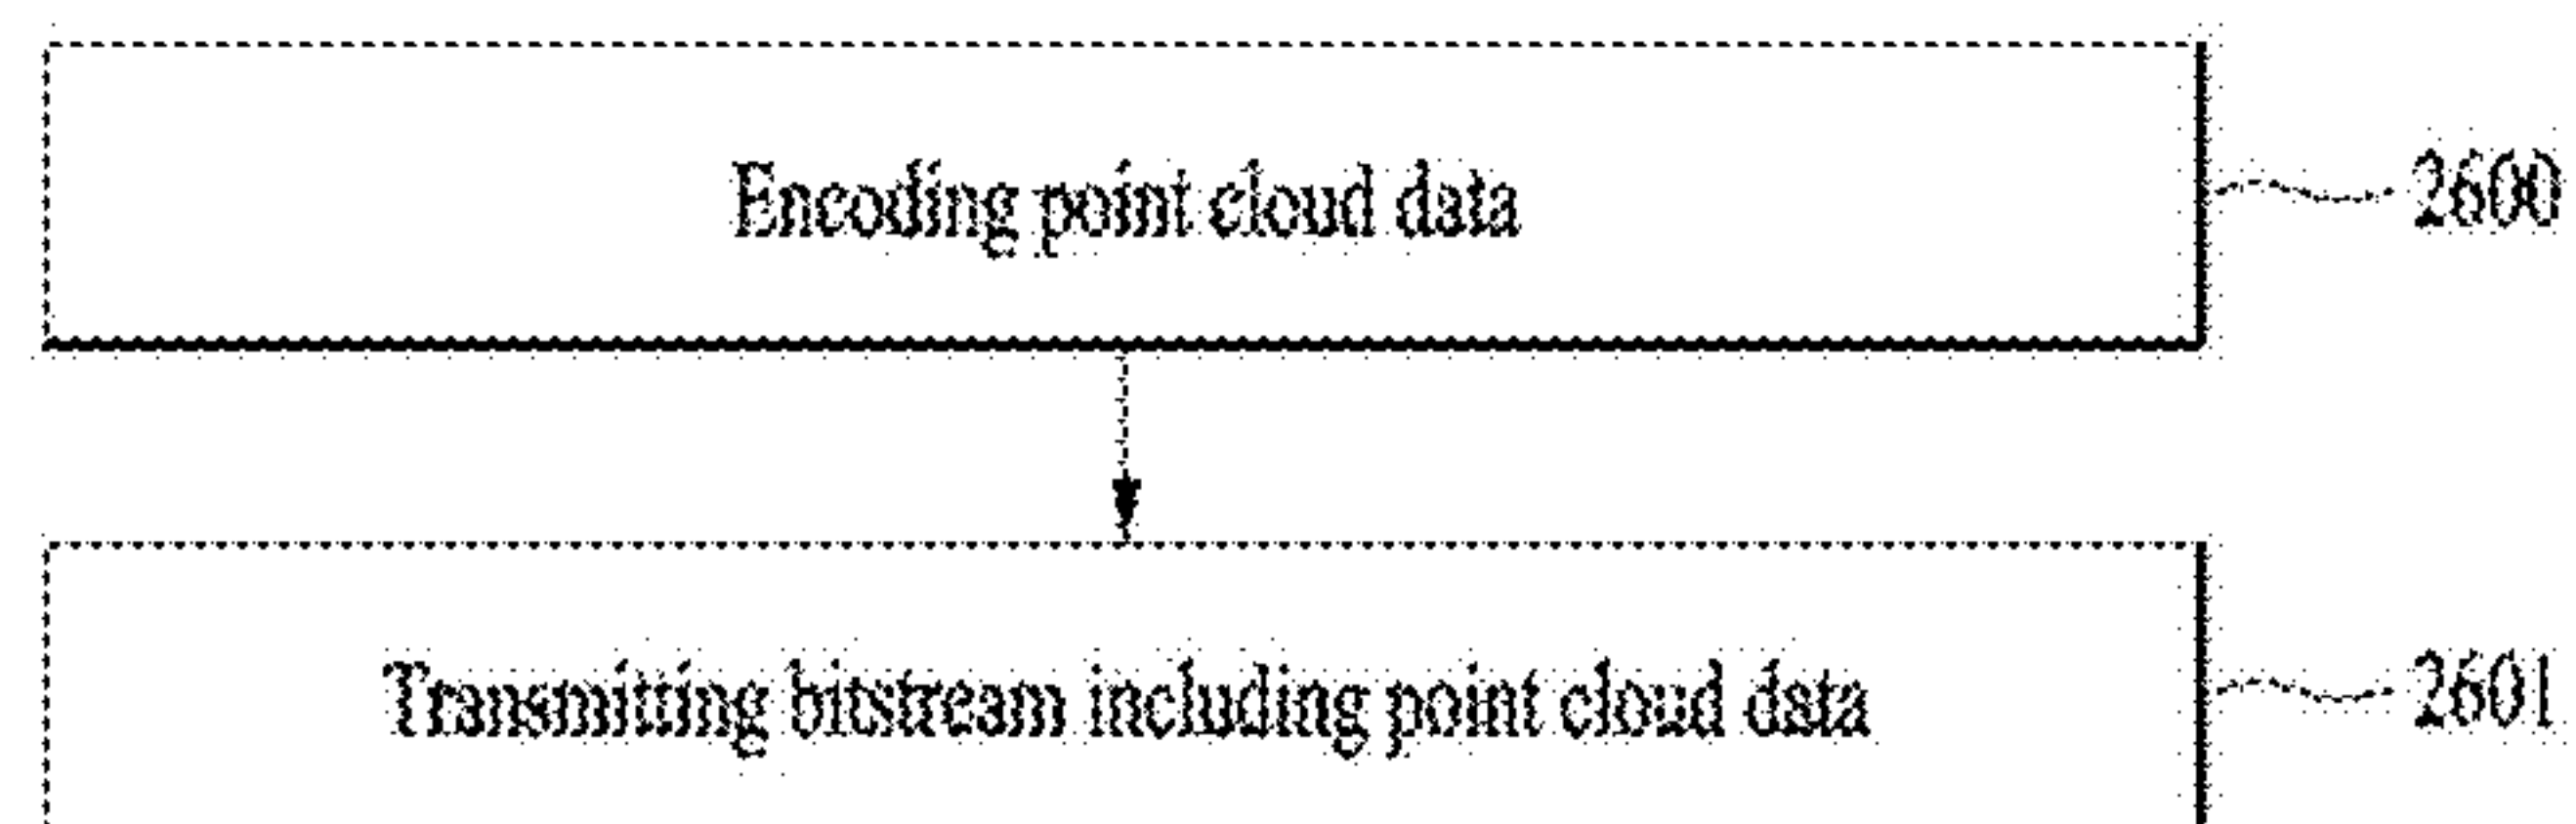 Encoding point cloud data
2600
Transmitting bitstream including point cloud data
2601